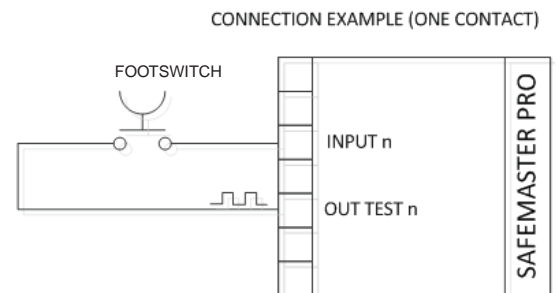 CONNECTION EXAMPLE (ONE CONTACT)
FOOTSWITCH
INPUT n
OUT TEST n
SAFEMASTER PRO